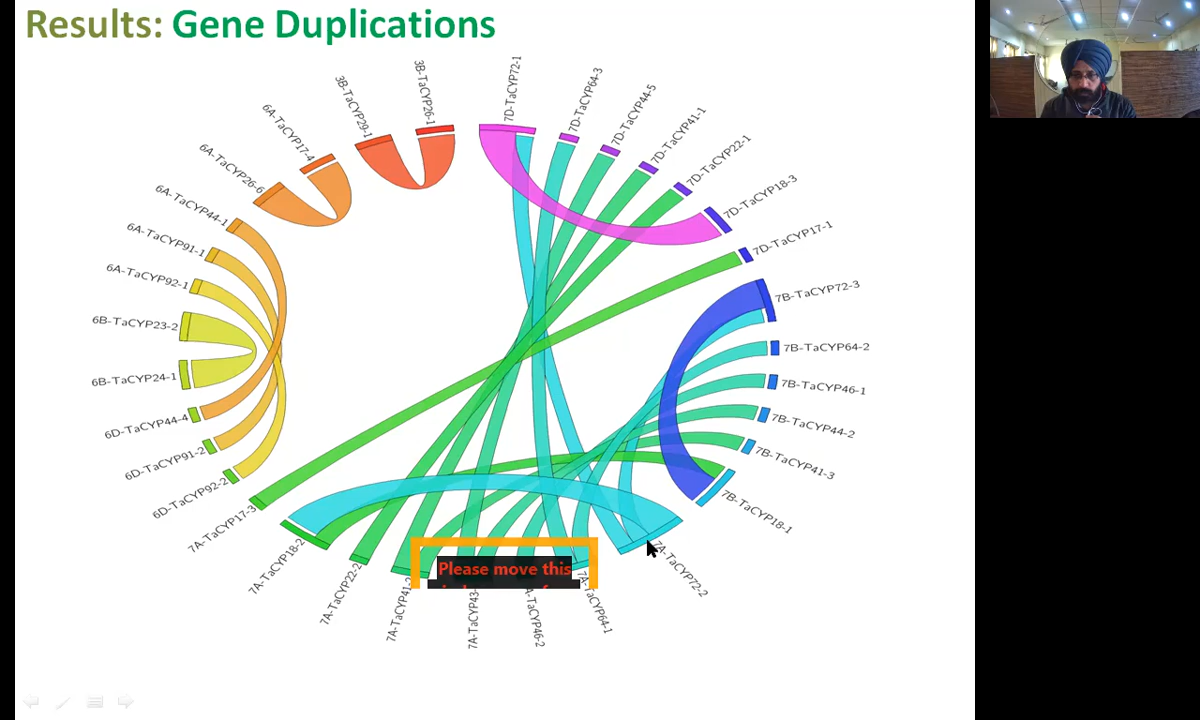 Results: Gene Duplications
7D-TaCYP72-1
7D-TaCYP64-3
7D-TaCYP44-5
7D-TaCYP41-1
7D-TaCYP22-1
7D-TaCYP18-3
7D-TaCYP17-1
7B-TaCYP72-3
7B-TaCYP64-2
7B-TaCYP46-1
7B-TaCYP44-2
7B-TaCYP41-3
7B-TaCYP18-1
7A-TaCYP72-2
7A-TaCYP64-1
A-TaCYP46-2
7A-TaCYP43-
7A-TaCYP41-2
7A-TaCYP22-2
7A-TaCYP18-2
7A-TaCYP17-3
6D-TaCYP92-2
6D-TaCYP91-2
6D-TaCYP44-4
6B-TaCYP24-1
6B-TaCYP23-2
6A-TaCYP92-1
6A-TaCYP91-1
6A-TaCYP44-1
6A-TaCYP26-6
6A-TaCYP17-4
3B-TaCYP29-1
3B-TaCYP26-1
Please move this